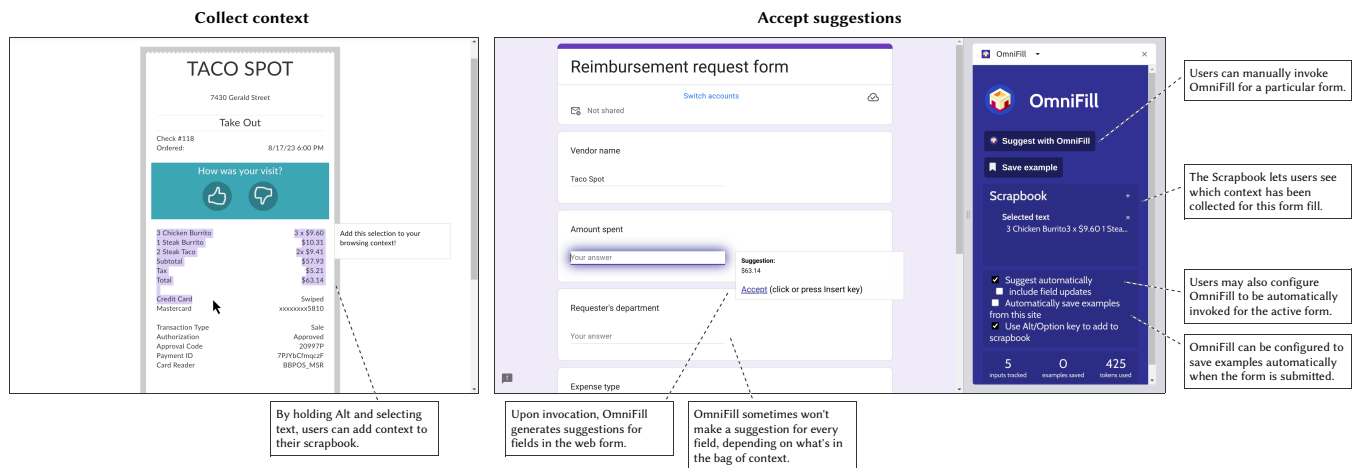 Collect context
Accept suggestions
TACO SPOT
7430 Gerald Street
Take Out
Check #118
Ordered: 8/17/23 6:00 PM
How was your visit?
3 Chicken Burrito 3 x $9.60
1 Steak Burrito $10.31
2 Steak Taco 2x $9.41
Subtotal $57.93
Tax $5.21
Total $63.14
Credit Card Swiped
Mastercard xxxxxxxx5810
Transaction Type Sale
Authorization Approved
Approval Code 20997P
Payment ID 7PJYbCfmqczF
Card Reader BBPOS_MSR
Add this selection to your
browsing context!
By holding Alt and selecting
text, users can add context to
their scrapbook.
Reimbursement request form
Switch accounts
Not shared
Vendor name
Taco Spot
Amount spent
Your answer
Suggestion:
$63.14
Accept (click or press Insert key)
Requester's department
Your answer
Expense type
Upon invocation, OmniFill
generates suggestions for
fields in the web form.
OmniFill sometimes won't
make a suggestion for every
field, depending on what's in
the bag of context.
OmniFill
OmniFill
Suggest with OmniFill
Save example
Scrapbook +
Selected text ×
3 Chicken Burrito3 x $9.60 1 Stea...
Suggest automatically
include field updates
Automatically save examples
from this site
Use Alt/Option key to add to
scrapbook
5 0 425
inputs tracked examples saved tokens used
Users can manually invoke
OmniFill for a particular form.
The Scrapbook lets users see
which context has been
collected for this form fill.
Users may also configure
OmniFill to be automatically
invoked for the active form.
OmniFill can be configured to
save examples automatically
when the form is submitted.